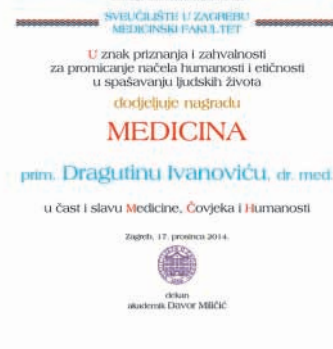 SVEUČILIŠTE U ZAGREBU
MEDICINSKI FAKULTET
U znak priznanja i zahvalnosti
za promicanje načela humanosti i etičnosti
u spašavanju ljudskih života
dodjeljuje nagradu
MEDICINA
prim. Dragutinu Ivanoviću, dr. med.
u čast i slavu Medicine, Čovjeka i Humanosti
Zagreb, 17. prosinca 2014.
dekan
akademik Davor Miličić